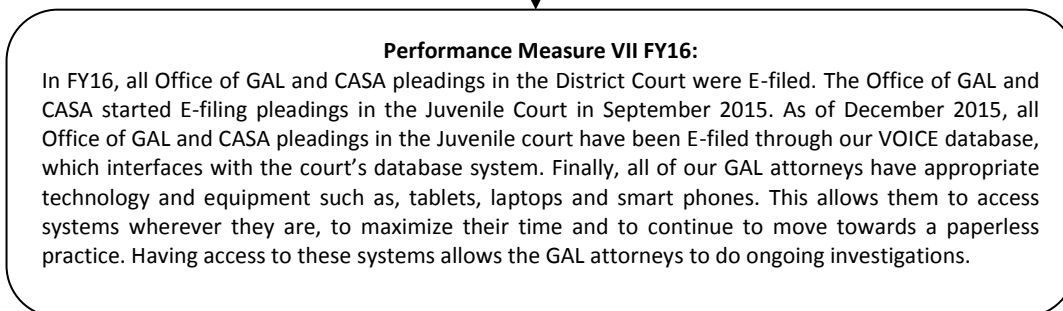 Performance Measure VII FY16:
In FY16, all Office of GAL and CASA pleadings in the District Court were E-filed. The Office of GAL and
CASA started E-filing pleadings in the Juvenile Court in September 2015. As of December 2015, all
Office of GAL and CASA pleadings in the Juvenile court have been E-filed through our VOICE database,
which interfaces with the court’s database system. Finally, all of our GAL attorneys have appropriate
technology and equipment such as, tablets, laptops and smart phones. This allows them to access
systems wherever they are, to maximize their time and to continue to move towards a paperless
practice. Having access to these systems allows the GAL attorneys to do ongoing investigations.